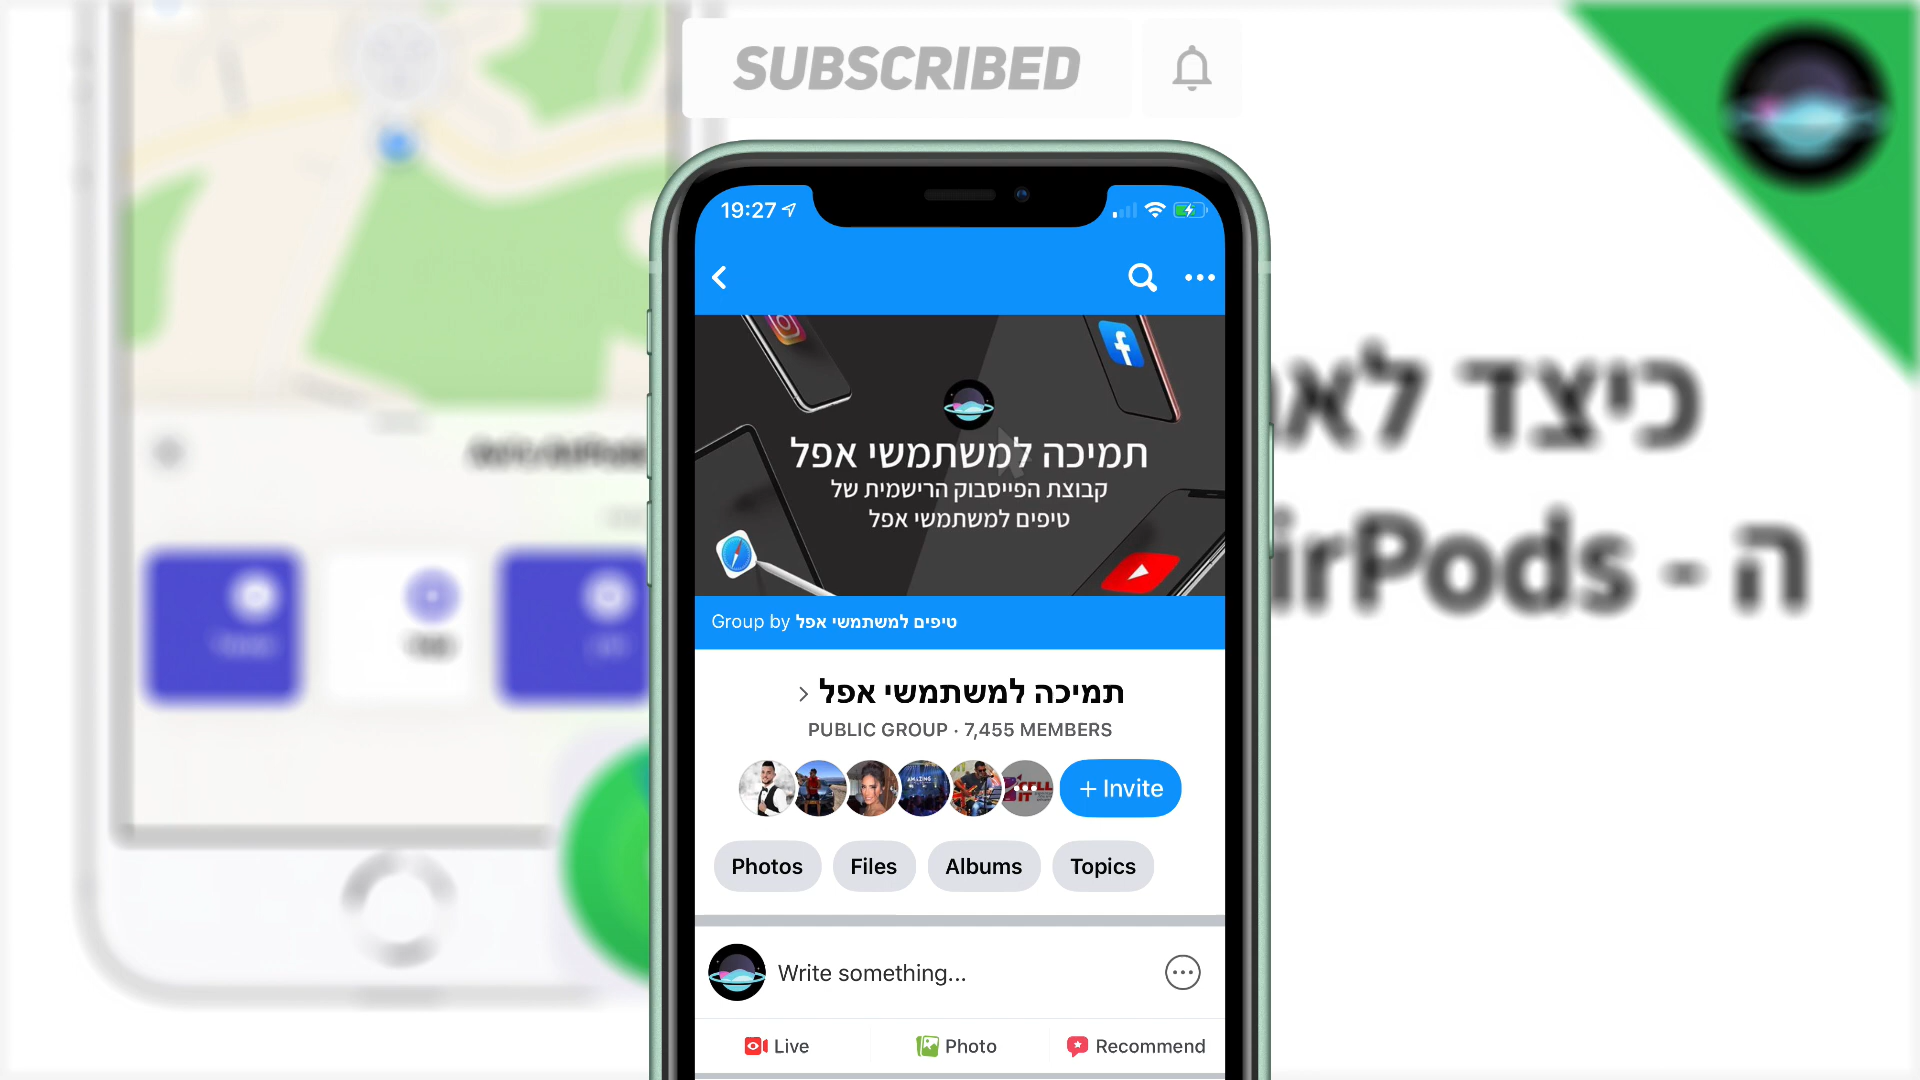 SUBSCRIBED
19:27
תמיכה למשתמשי אפל
קבוצת הפייסבוק הרישמית של
טיפים למשתמשי אפל
Group by טיפים למשתמשי אפל
תמיכה למשתמשי אפל
PUBLIC GROUP · 7,455 MEMBERS
AMAZING
+ Invite
Photos
Files
Albums
Topics
Write something...
Live
Photo
Recommend
כיצד
ה - irPods